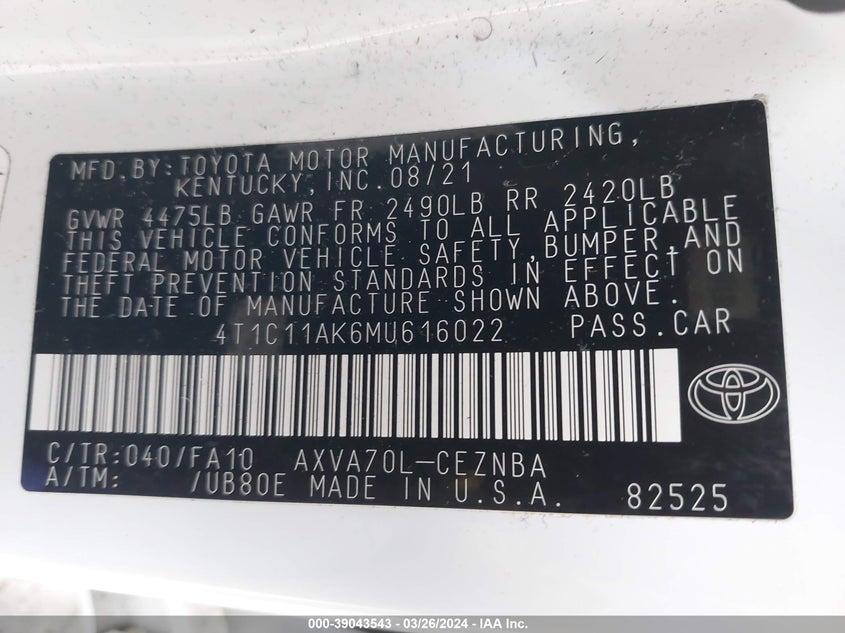 MFD. BY: TOYOTA MOTOR MANUFACTURING,
KENTUCKY, INC. 08/21
GVWR 4475LB GAWR FR 2490LB RR 2420LB
THIS VEHICLE CONFORMS TO ALL APPLICABLE
FEDERAL MOTOR VEHICLE SAFETY, BUMPER, AND
THEFT PREVENTION STANDARDS IN EFFECT ON
THE DATE OF MANUFACTURE SHOWN ABOVE.
4T1C11AK6MU616022 PASS. CAR
C/TR: 040/FA10 AXVA70L-CEZNBA
A/TM: /UB80E MADE IN U.S.A. 82525
000-39043543 - 03/26/2024 - IAA Inc.